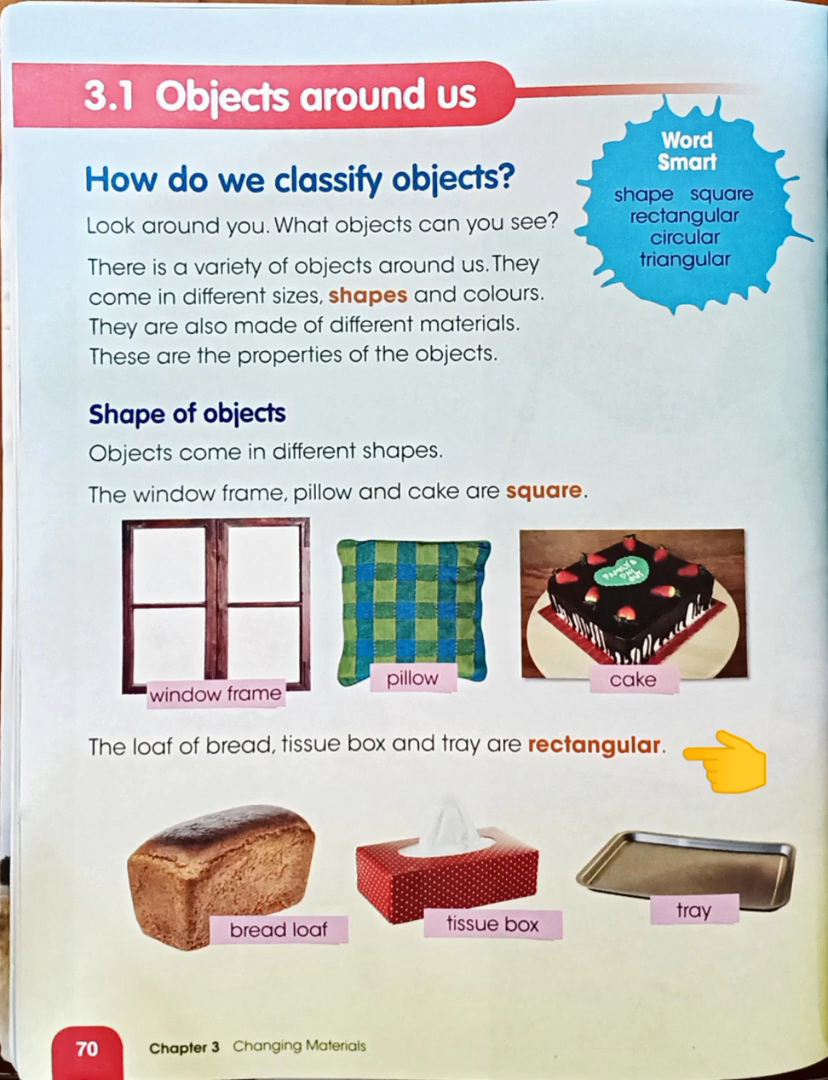 3.1 Objects around us
Word
Smart
shape square
rectangular
circular
triangular
How do we classify objects?
Look around you. What objects can you see?
There is a variety of objects around us. They
come in different sizes, shapes and colours.
They are also made of different materials.
These are the properties of the objects.
Shape of objects
Objects come in different shapes.
The window frame, pillow and cake are square.
FAMILY'S
DAY
OUT
window frame
pillow
cake
The loaf of bread, tissue box and tray are rectangular.
bread loaf
tissue box
tray
70 Chapter 3 Changing Materials